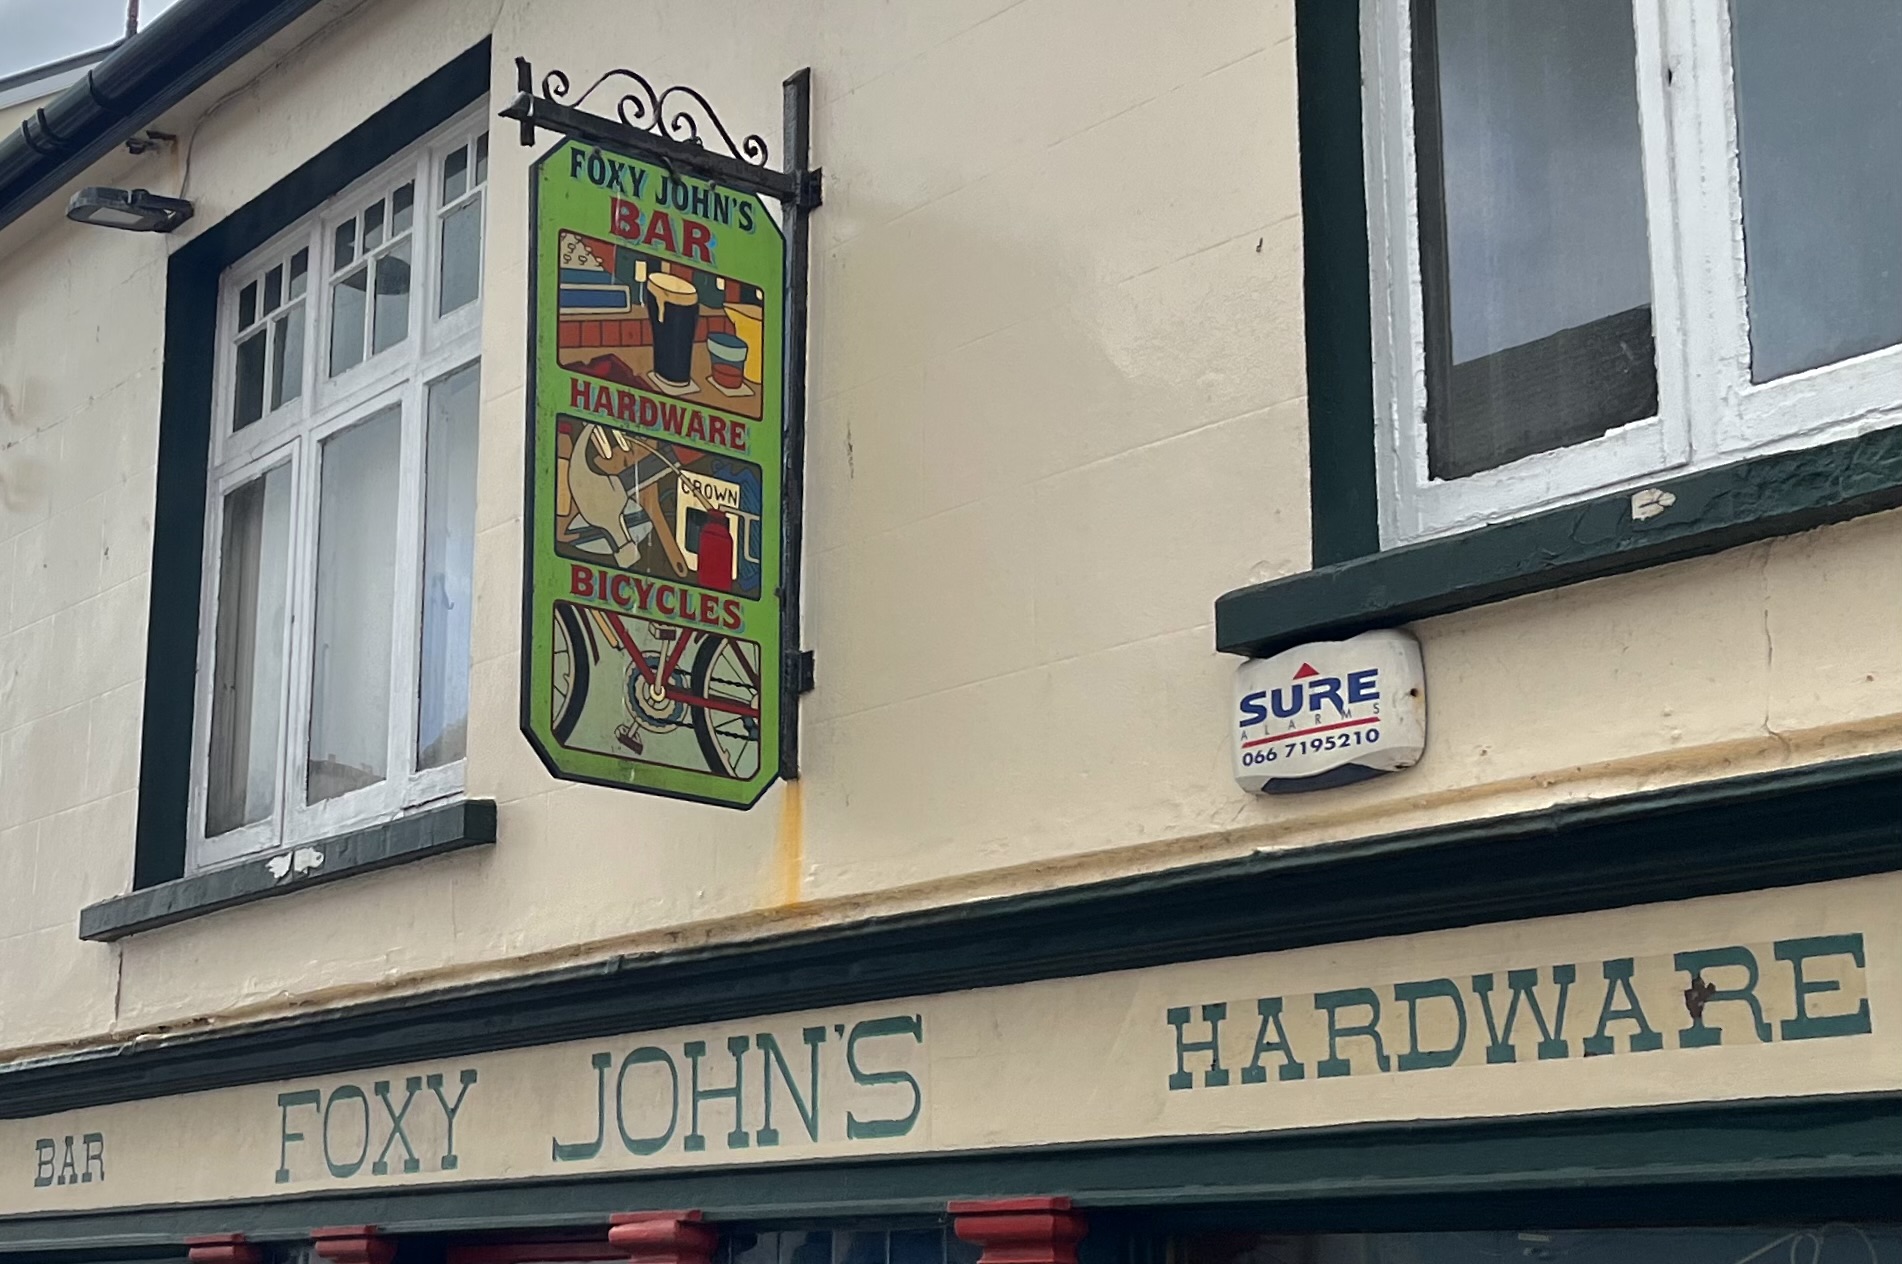 FOXY JOHN'S
BAR
HARDWARE
CROWN
BICYCLES
SURE
ALARMS
066 7195210
BAR FOXY JOHN'S HARDWARE